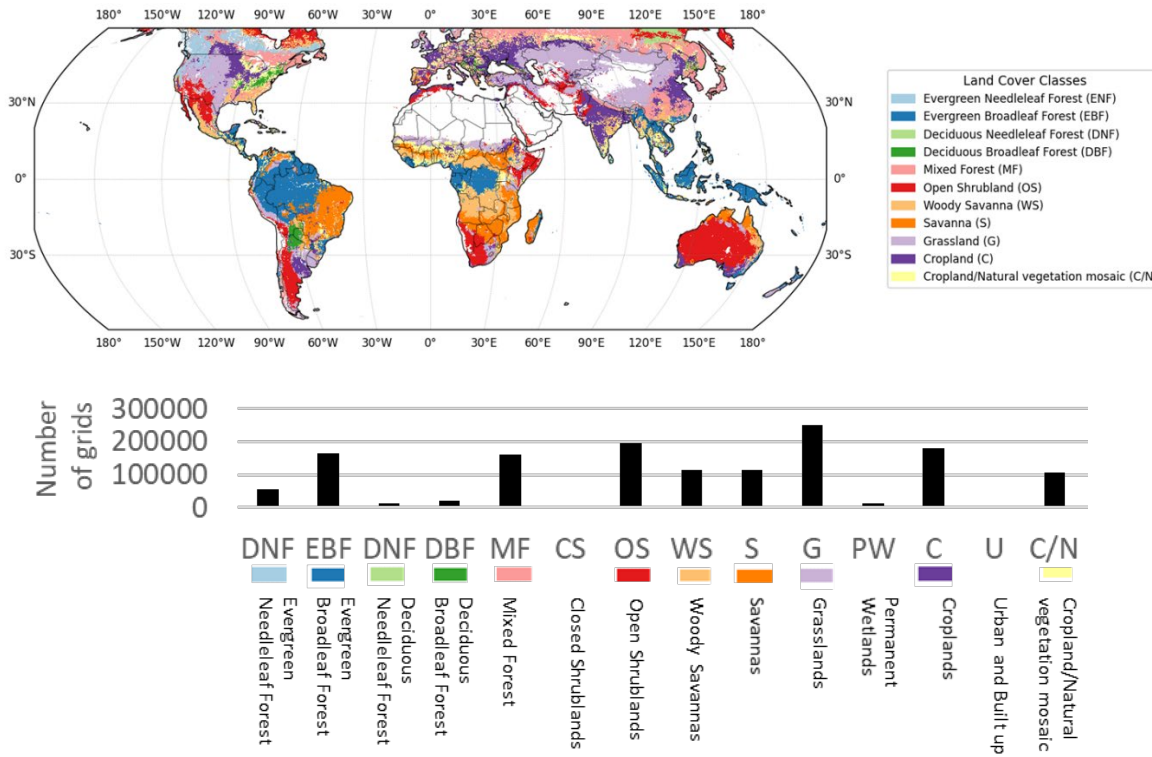 Land Cover Classes
Evergreen Needleleaf Forest (ENF)
Evergreen Broadleaf Forest (EBF)
Deciduous Needleleaf Forest (DNF)
Deciduous Broadleaf Forest (DBF)
Mixed Forest (MF)
Open Shrubland (OS)
Woody Savanna (WS)
Savanna (S)
Grassland (G)
Cropland (C)
Cropland/Natural vegetation mosaic (C/N
30°N 30°N
0° 0°
30°S 30°S
180° 150°W 120°W 90°W 60°W 30°W 0° 30°E 60°E 90°E 120°E 150°E 180°
180° 150°W 120°W 90°W 60°W 30°W 0° 30°E 60°E 90°E 120°E 150°E 180°
Number
of grids
300000
200000
100000
0
DNF EBF DNF DBF MF CS OS WS S G PW C U C/N
Evergreen
Needleleaf Forest
Evergreen
Broadleaf Forest
Deciduous
Needleleaf Forest
Deciduous
Broadleaf Forest
Mixed Forest
Closed Shrublands
Open Shrublands
Woody Savannas
Savannas
Grasslands
Permanent
Wetlands
Croplands
Urban and Built up
Cropland/Natural
vegetation mosaic